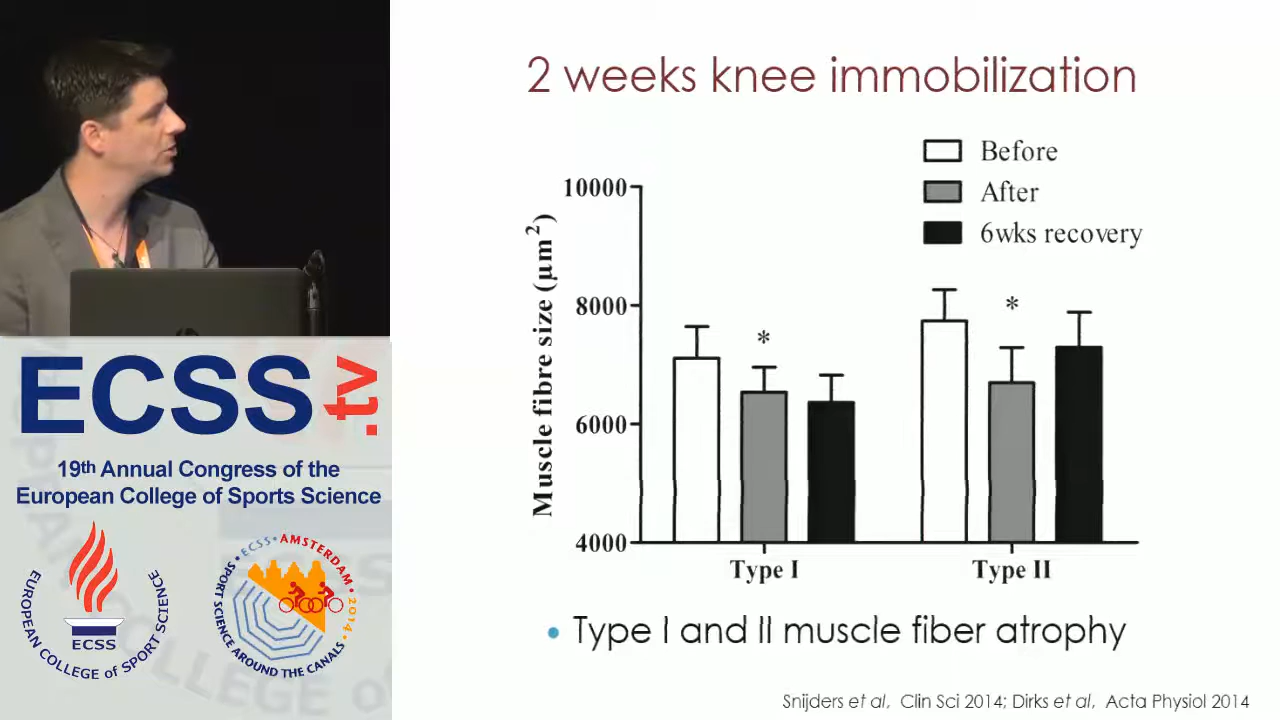 2 weeks knee immobilization
Before
After
6wks recovery
Muscle fibre size (µm²)
10000
8000
6000
4000
*
*
Type I
Type II
• Type I and II muscle fiber atrophy
Snijders et al, Clin Sci 2014; Dirks et al, Acta Physiol 2014
ECSS.tv
19th Annual Congress of the
European College of Sports Science
EUROPEAN COLLEGE of SPORT SCIENCE
ECSS
• ECSS • AMSTERDAM • 2014 •
SPORT SCIENCE AROUND THE CANALS